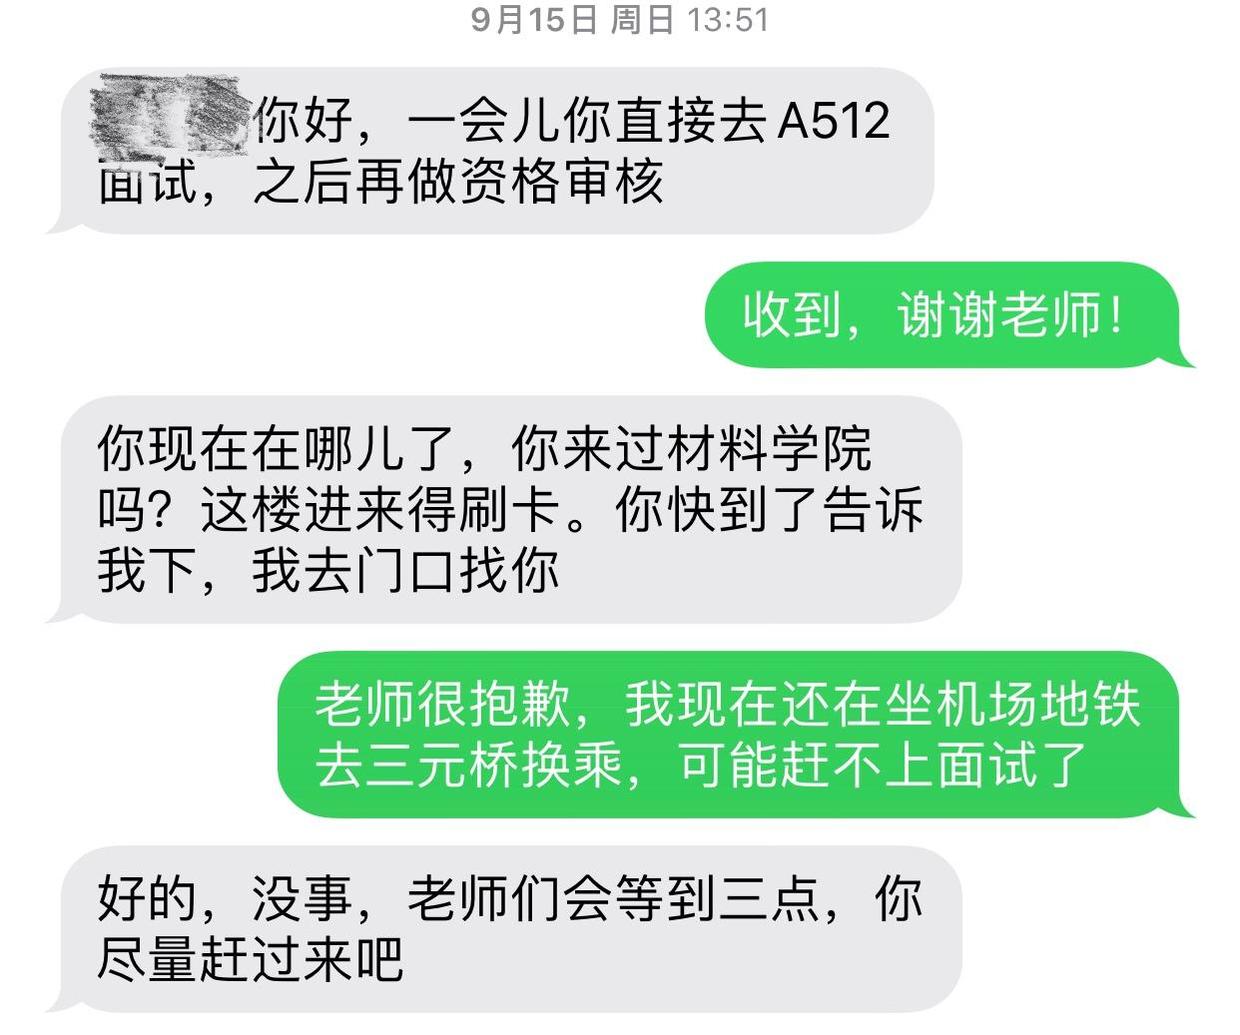 9月15日 周日 13:51
你好，一会儿你直接去A512
面试，之后再做资格审核
收到，谢谢老师！
你现在在哪儿了，你来过材料学院
吗？这楼进来得刷卡。你快到了告诉
我下，我去门口找你
老师很抱歉，我现在还在坐机场地铁
去三元桥换乘，可能赶不上面试了
好的，没事，老师们会等到三点，你
尽量赶过来吧